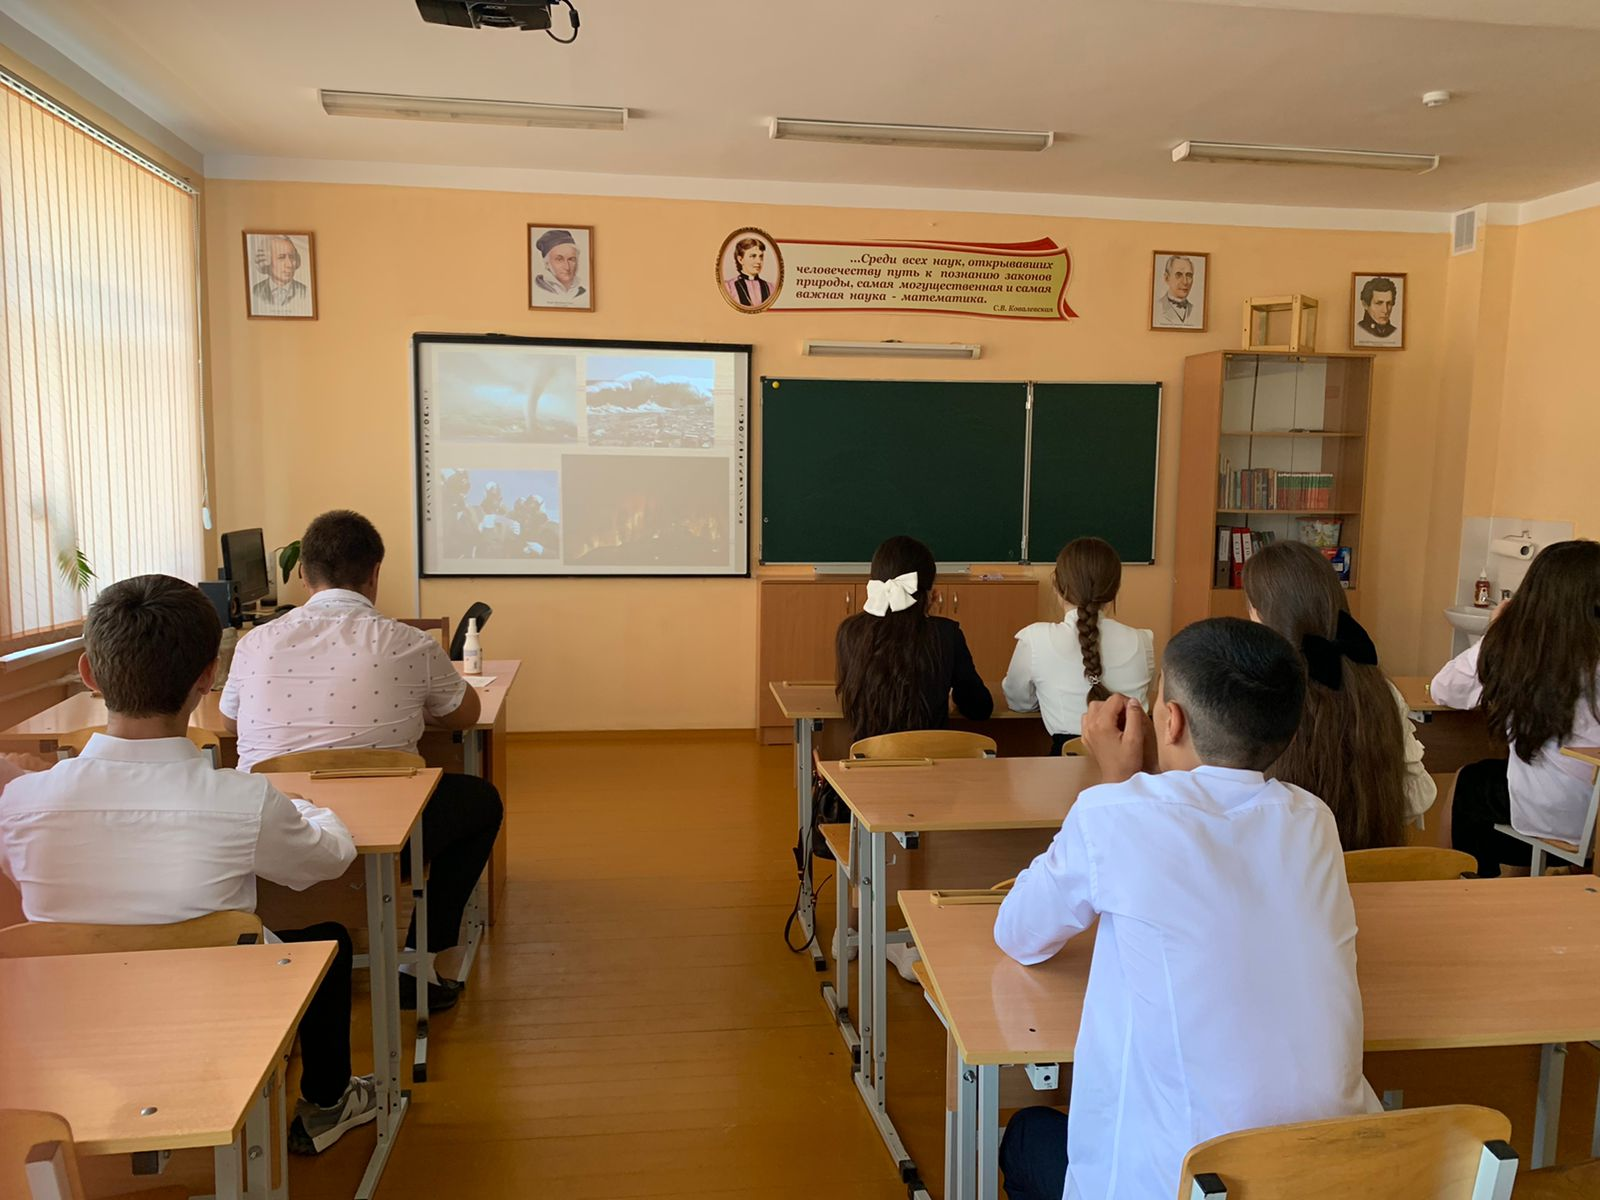 ...Среди всех наук, открывавших
человечеству путь к познанию законов
природы, самая могущественная и самая
важная наука - математика.
С.В. Ковалевская